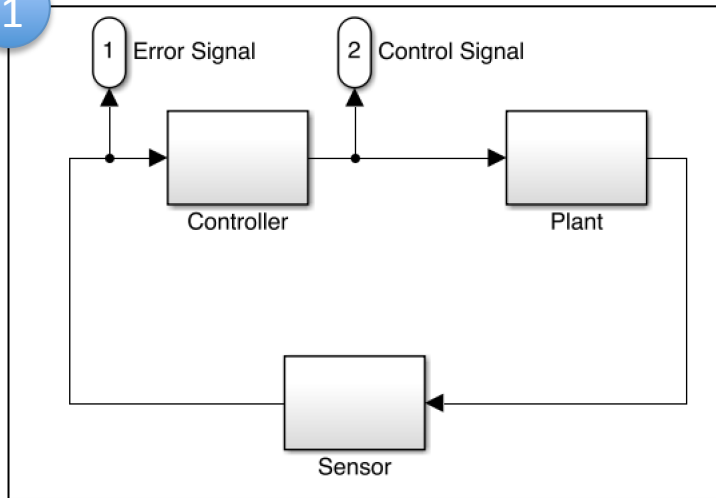 1
1 Error Signal
2 Control Signal
Controller
Plant
Sensor